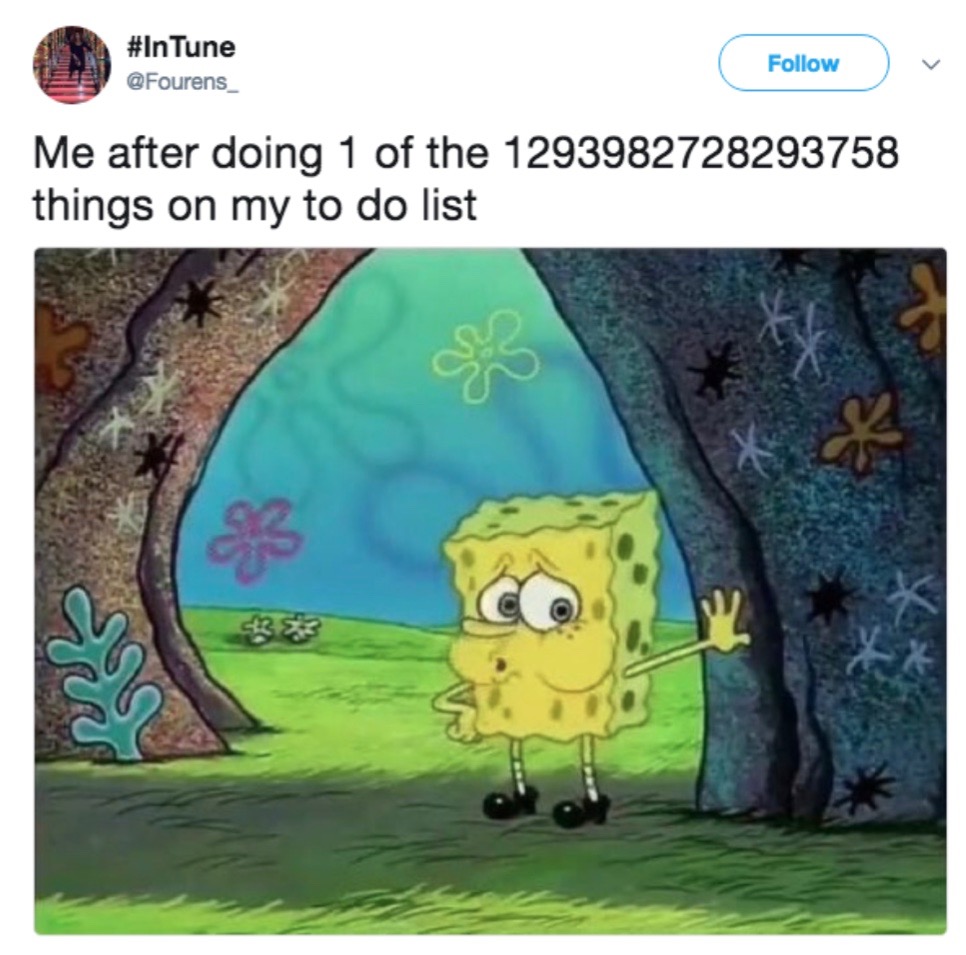 #InTune
@Fourens_
Follow
Me after doing 1 of the 1293982728293758
things on my to do list